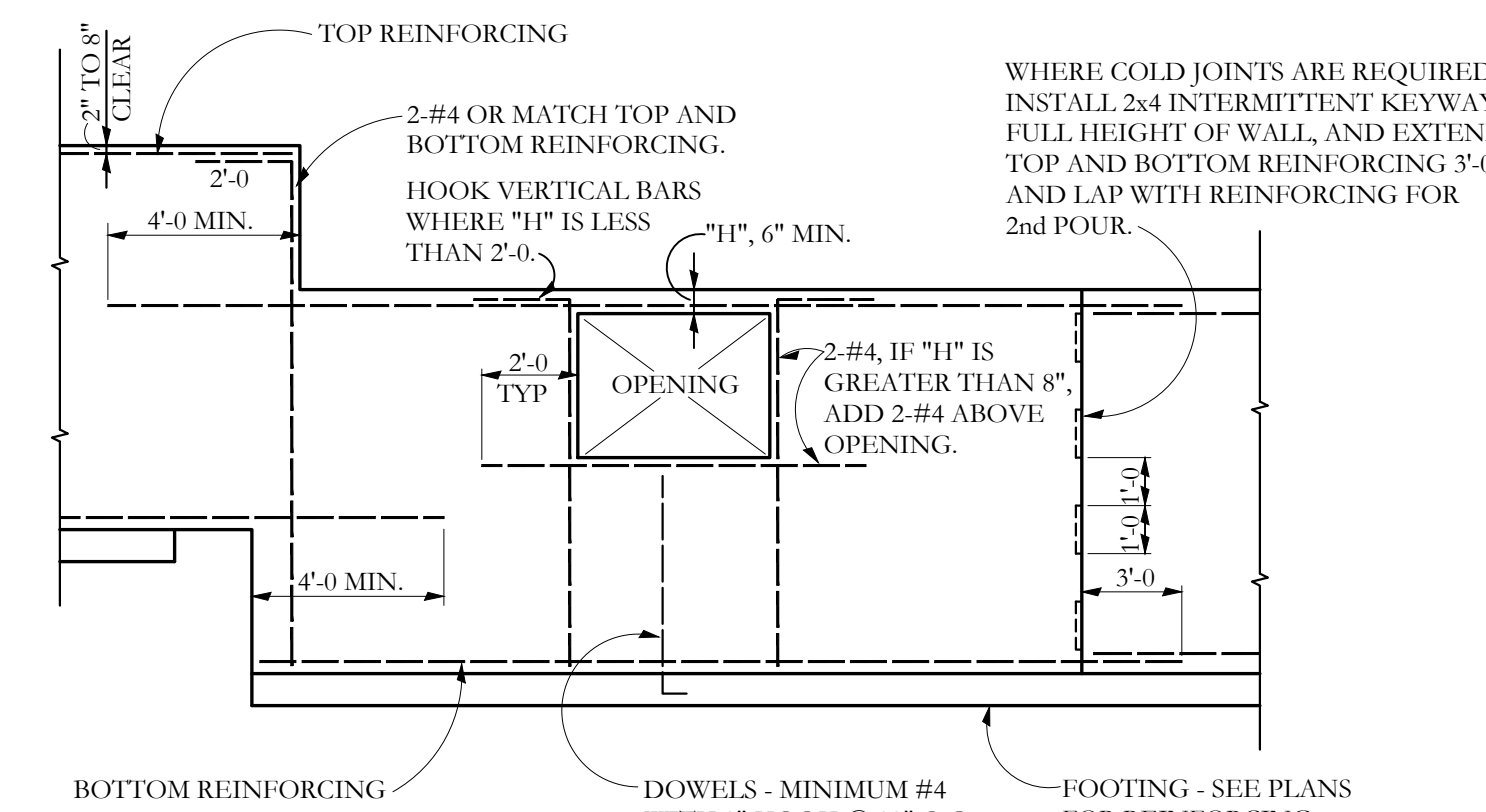 2" TO 8"
CLEAR
TOP REINFORCING
2-#4 OR MATCH TOP AND
BOTTOM REINFORCING.
WHERE COLD JOINTS ARE REQUIRED
INSTALL 2x4 INTERMITTENT KEYWAY
FULL HEIGHT OF WALL, AND EXTEN
TOP AND BOTTOM REINFORCING 3'-0
AND LAP WITH REINFORCING FOR
2nd POUR.
2'-0
4'-0 MIN.
HOOK VERTICAL BARS
WHERE "H" IS LESS
THAN 2'-0.
"H", 6" MIN.
2'-0
TYP
OPENING
2-#4, IF "H" IS
GREATER THAN 8",
ADD 2-#4 ABOVE
OPENING.
1'-0
1'-0
3'-0
4'-0 MIN.
BOTTOM REINFORCING
DOWELS - MINIMUM #4
FOOTING - SEE PLANS
FOR REINFORCING